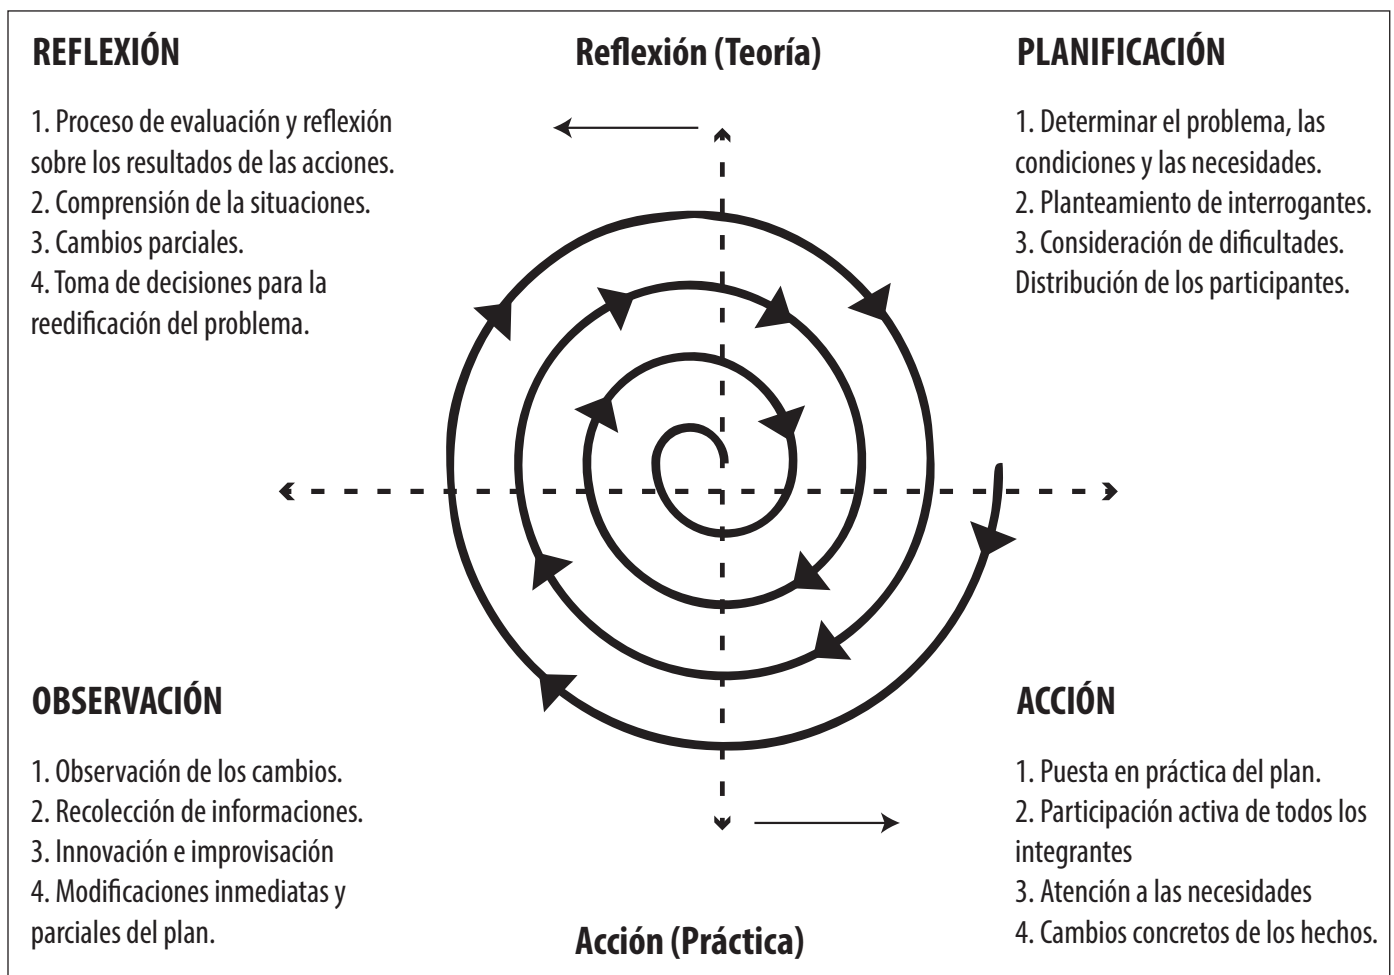 REFLEXIÓN
1. Proceso de evaluación y reflexión
sobre los resultados de las acciones.
2. Comprensión de la situaciones.
3. Cambios parciales.
4. Toma de decisiones para la
reedificación del problema.
Reflexión (Teoría)
PLANIFICACIÓN
1. Determinar el problema, las
condiciones y las necesidades.
2. Planteamiento de interrogantes.
3. Consideración de dificultades.
Distribución de los participantes.
OBSERVACIÓN
1. Observación de los cambios.
2. Recolección de informaciones.
3. Innovación e improvisación
4. Modificaciones inmediatas y
parciales del plan.
Acción (Práctica)
ACCIÓN
1. Puesta en práctica del plan.
2. Participación activa de todos los
integrantes
3. Atención a las necesidades
4. Cambios concretos de los hechos.